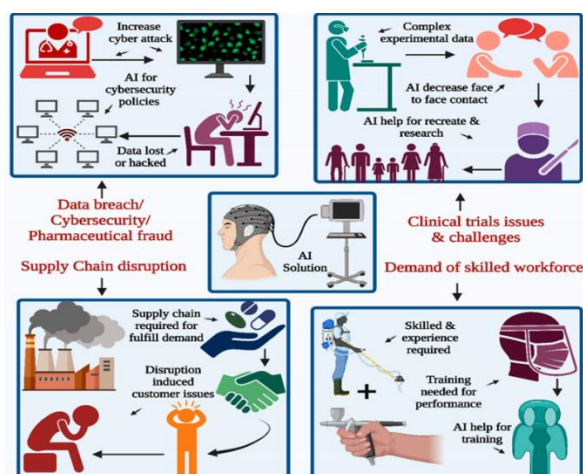 Increase
cyber attack
AI for
cybersecurity
policies
Data lost
or hacked
Complex
experimental data
AI decrease face
to face contact
AI help for recreate &
research
Data breach/
Cybersecurity/
Pharmaceutical fraud
Clinical trials issues
& challenges
AI
Solution
Supply Chain disruption
Demand of skilled workforce
Supply chain
required for
fulfill demand
Disruption
induced
customer issues
Skilled &
experience
required
Training
needed for
performance
AI help for
training